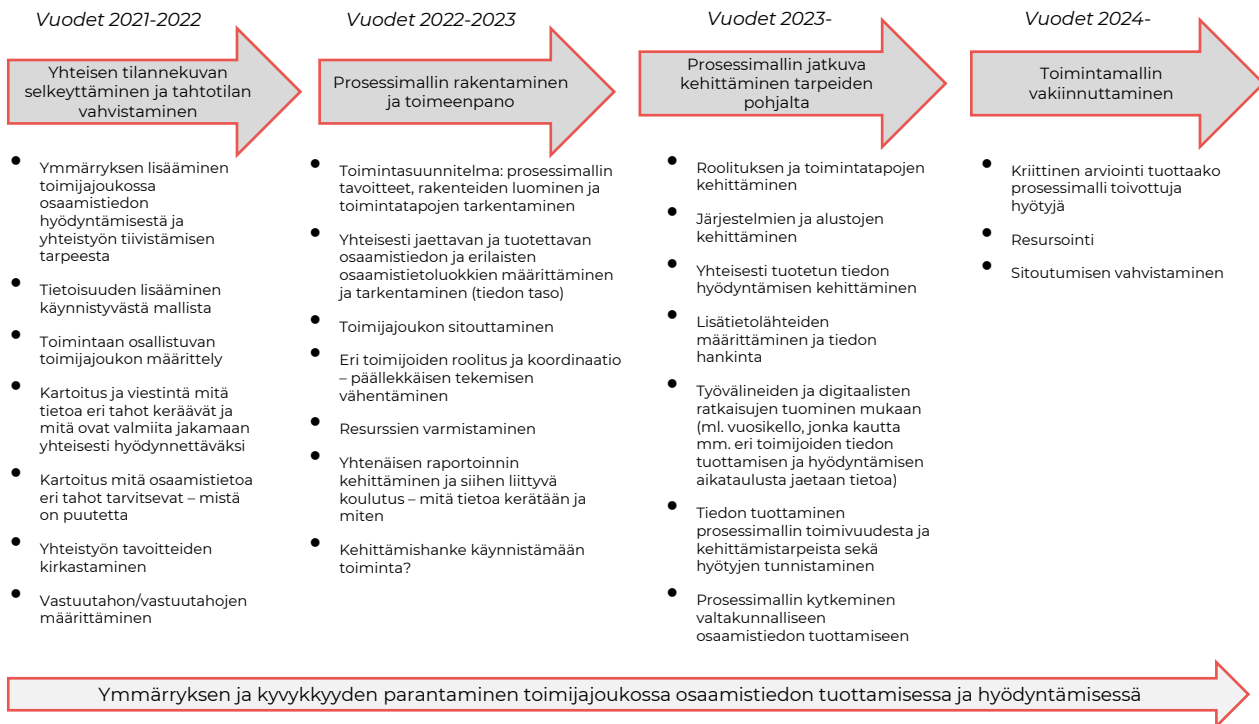 Vuodet 2021-2022
Yhteisen tilannekuvan
selkeyttäminen ja tahtotilan
vahvistaminen
• Ymmärryksen lisääminen
toimijajoukossa
osaamistiedon
hyödyntämisestä ja
yhteistyön tiivistämisen
tarpeesta
• Tietoisuuden lisääminen
käynnistyvästä mallista
• Toimintaan osallistuvan
toimijajoukon määrittely
• Kartoitus ja viestintä mitä
tietoa eri tahot keräävät ja
mitä ovat valmiita jakamaan
yhteisesti hyödynnettäväksi
• Kartoitus mitä osaamistietoa
eri tahot tarvitsevat – mistä
on puutetta
• Yhteistyön tavoitteiden
kirkastaminen
• Vastuutahon/vastuutahojen
määrittäminen
Vuodet 2022-2023
Prosessimallin rakentaminen
ja toimeenpano
• Toimintasuunnitelma: prosessimallin
tavoitteet, rakenteiden luominen ja
toimintatapojen tarkentaminen
• Yhteisesti jaettavan ja tuotettavan
osaamistiedon ja erilaisten
osaamistietoluokkien määrittäminen
ja tarkentaminen (tiedon taso)
• Toimijajoukon sitouttaminen
• Eri toimijoiden roolitus ja koordinaatio
– päällekkäisen tekemisen
vähentäminen
• Resurssien varmistaminen
• Yhtenäisen raportoinnin
kehittäminen ja siihen liittyvä
koulutus – mitä tietoa kerätään ja
miten
• Kehittämishanke käynnistämään
toiminta?
Vuodet 2023-
Prosessimallin jatkuva
kehittäminen tarpeiden
pohjalta
• Roolituksen ja toimintatapojen
kehittäminen
• Järjestelmien ja alustojen
kehittäminen
• Yhteisesti tuotetun tiedon
hyödyntämisen kehittäminen
• Lisätietolähteiden
määrittäminen ja tiedon
hankinta
• Työvälineiden ja digitaalisten
ratkaisujen tuominen mukaan
(ml. vuosikello, jonka kautta
mm. eri toimijoiden tiedon
tuottamisen ja hyödyntämisen
aikataulusta jaetaan tietoa)
• Tiedon tuottaminen
prosessimallin toimivuudesta ja
kehittämistarpeista sekä
hyötyjen tunnistaminen
• Prosessimallin kytkeminen
valtakunnalliseen
osaamistiedon tuottamiseen
Vuodet 2024-
Toimintamallin
vakiinnuttaminen
• Kriittinen arviointi tuottaako
prosessimalli toivottuja
hyötyjä
• Resursointi
• Sitoutumisen vahvistaminen
Ymmärryksen ja kyvykkyyden parantaminen toimijajoukossa osaamistiedon tuottamisessa ja hyödyntämisessä